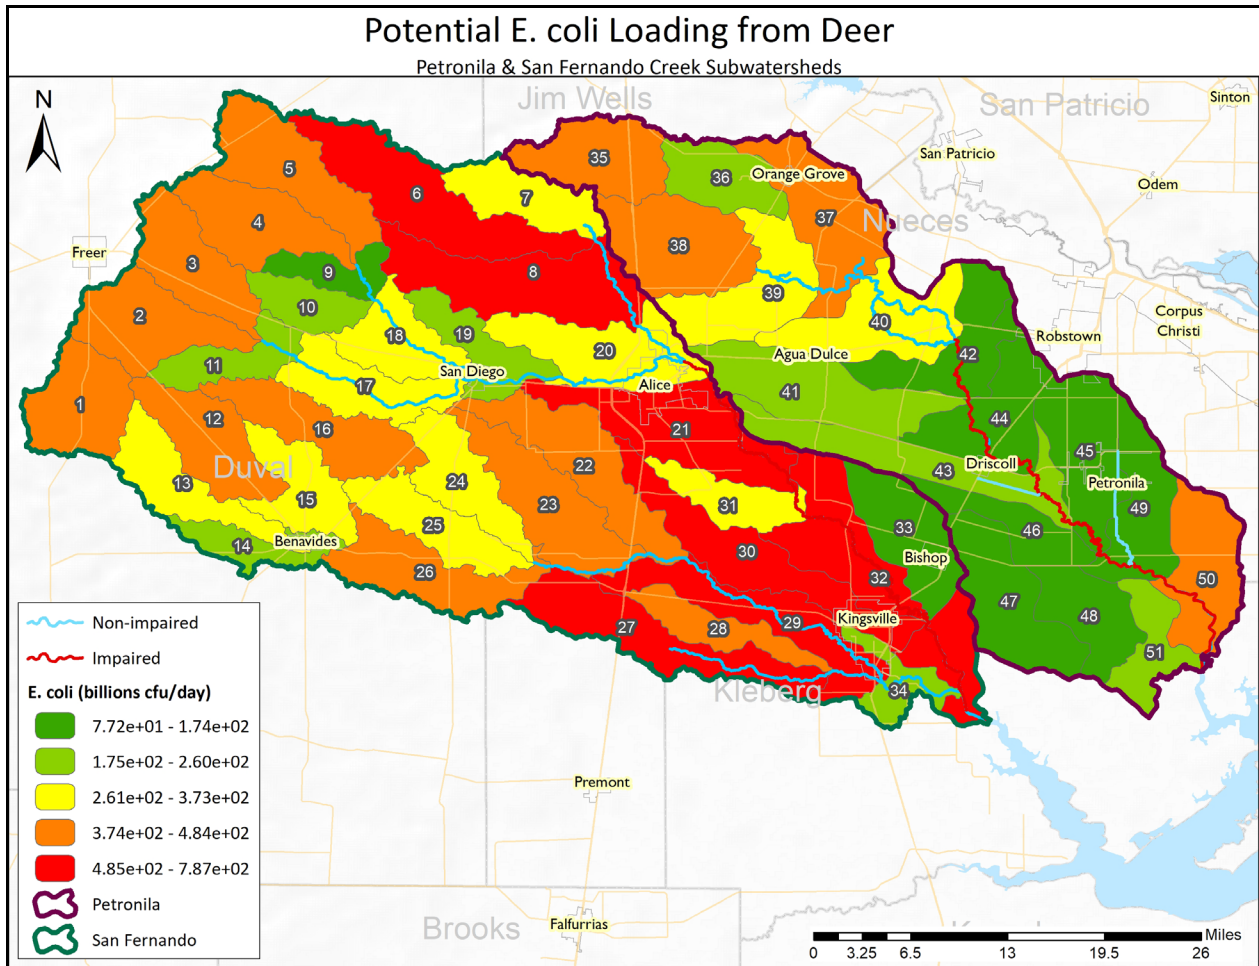 Potential E. coli Loading from Deer
Petronila & San Fernando Creek Subwatersheds
N
Jim Wells
San Patricio
Sinton
San Patricio
Odem
Orange Grove
Nueces
Freer
Corpus
Christi
Robstown
Agua Dulce
San Diego
Alice
Duval
Driscoll
Petronila
Benavides
Bishop
Kingsville
Kleberg
Premont
Brooks
Falfurrias
1
2
3
4
5
6
7
8
9
10
11
12
13
14
15
16
17
18
19
20
21
22
23
24
25
26
27
28
29
30
31
32
33
34
35
36
37
38
39
40
41
42
43
44
45
46
47
48
49
50
51
Non-impaired
Impaired
E. coli (billions cfu/day)
7.72e+01 - 1.74e+02
1.75e+02 - 2.60e+02
2.61e+02 - 3.73e+02
3.74e+02 - 4.84e+02
4.85e+02 - 7.87e+02
Petronila
San Fernando
Miles
0 3.25 6.5 13 19.5 26